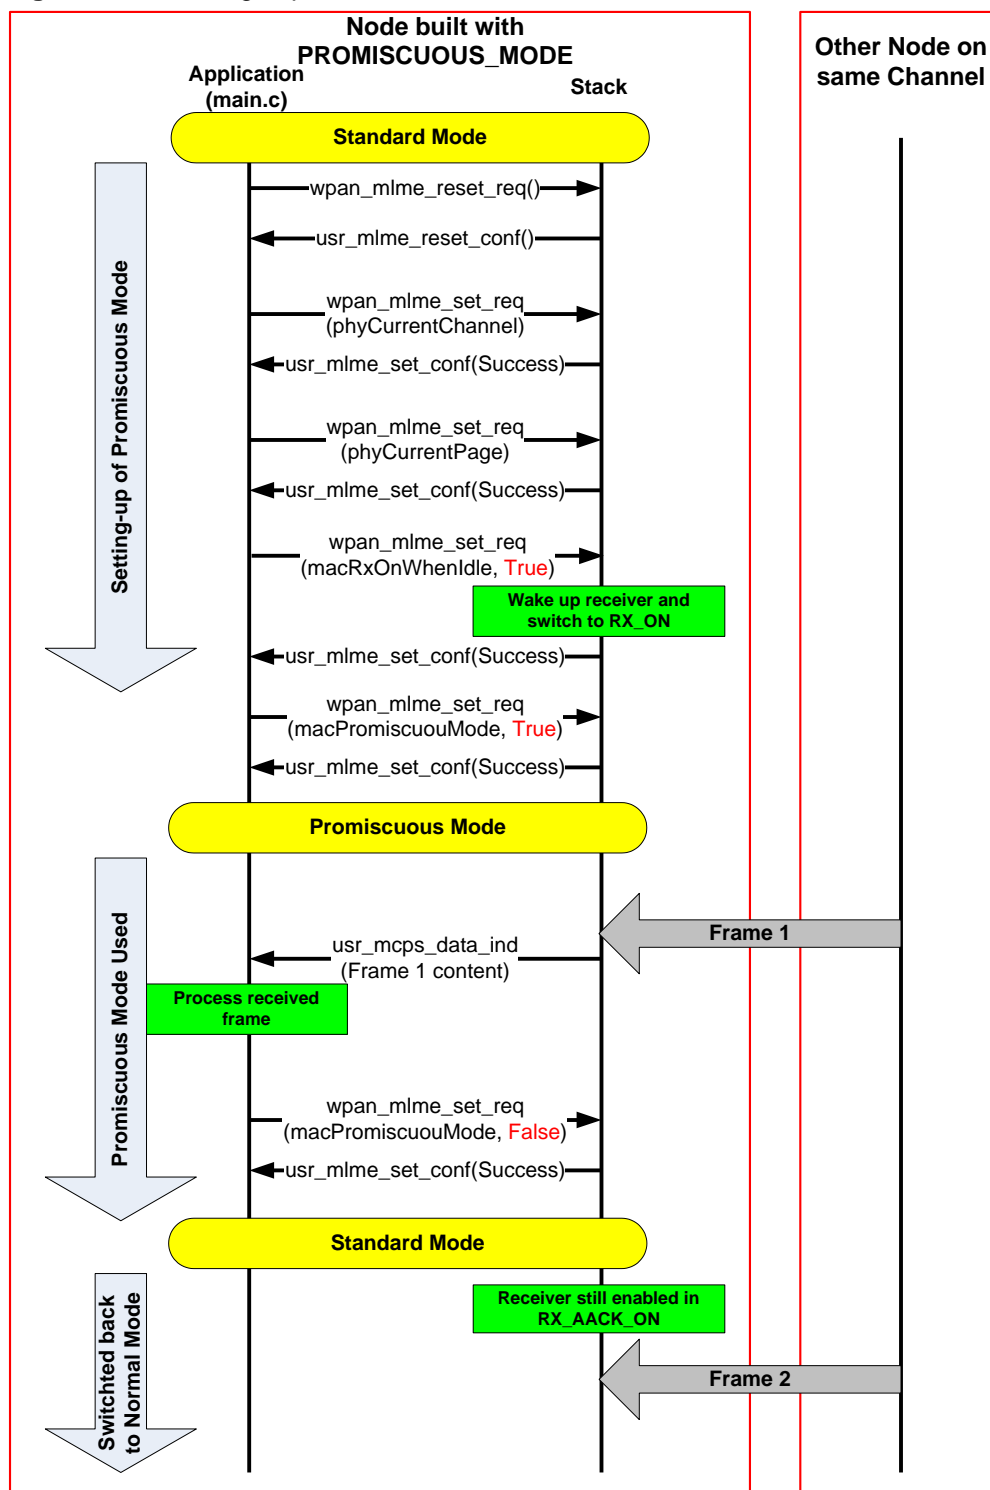 Node built with
PROMISCUOUS_MODE
Other Node on
same Channel
Application
(main.c)
Stack
Standard Mode
Setting-up of Promiscuous Mode
wpan_mlme_reset_req()
usr_mlme_reset_conf()
wpan_mlme_set_req
(phyCurrentChannel)
usr_mlme_set_conf(Success)
wpan_mlme_set_req
(phyCurrentPage)
usr_mlme_set_conf(Success)
wpan_mlme_set_req
(macRxOnWhenIdle, True)
Wake up receiver and
switch to RX_ON
usr_mlme_set_conf(Success)
wpan_mlme_set_req
(macPromiscuouMode, True)
usr_mlme_set_conf(Success)
Promiscuous Mode
Promiscuous Mode Used
Frame 1
usr_mcps_data_ind
(Frame 1 content)
Process received
frame
wpan_mlme_set_req
(macPromiscuouMode, False)
usr_mlme_set_conf(Success)
Standard Mode
Switchted back
to Normal Mode
Receiver still enabled in
RX_AACK_ON
Frame 2